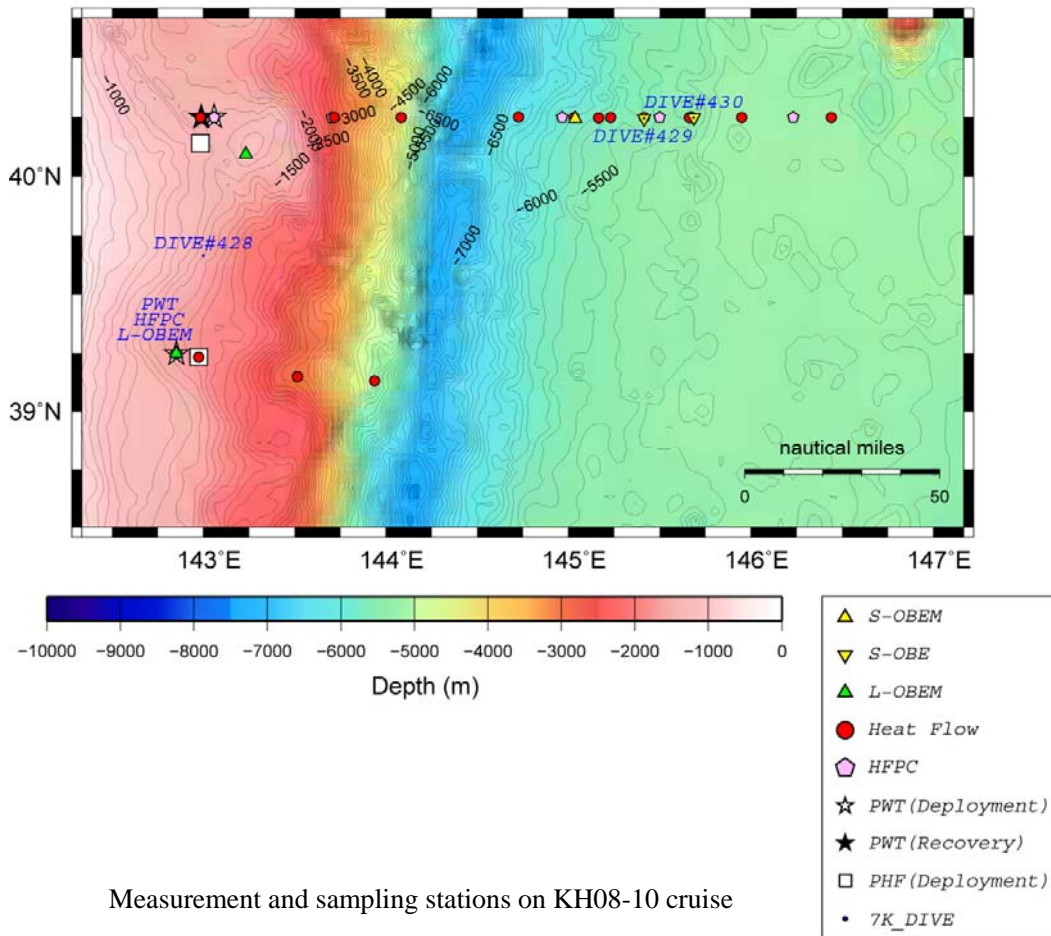 −1000
−4000
−3500
−4500
−6000
−6500
−3000
−2000
−3500
−5000
−6500
DIVE#430
DIVE#429
−6500
−1500
−6000
−5500
−7000
40˚N
DIVE#428
PWT
HFPC
L-OBEM
39˚N
nautical miles
0 50
143˚E 144˚E 145˚E 146˚E 147˚E
−10000 −9000 −8000 −7000 −6000 −5000 −4000 −3000 −2000 −1000 0
Depth (m)
S-OBEM
S-OBE
L-OBEM
Heat Flow
HFPC
PWT(Deployment)
PWT(Recovery)
PHF(Deployment)
7K_DIVE
Measurement and sampling stations on KH08-10 cruise